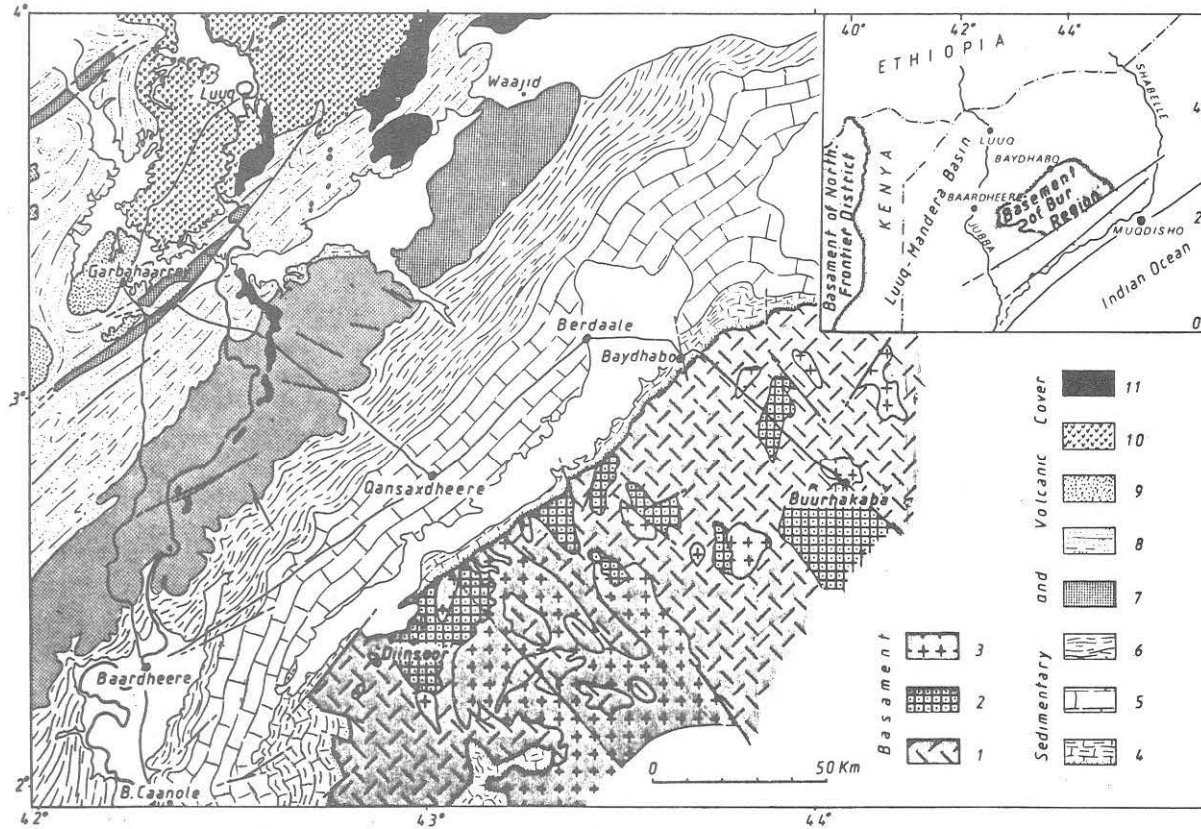 4°
3°
2°
42°
43°
44°
Luuq
Waajid
Garbahaarrey
Berdaale
Baydhabo
Qansaxdheere
Buurhakaba
Diinsoor
Baardheere
B. Caanole
0 50 Km
40° 42° 44°
ETHIOPIA
SHABELLE
4
KENYA
LUUQ
BAYDHABO
Luuq-Mandera Basin
BAARDHEERE
Basement
of Bur
Region
2
JUBBA
MUQDISHO
Basament of North.
Frontier District
Indian Ocean
0
Sedimentary and Volcanic Cover
11
10
9
8
7
6
5
4
Basament
3
2
1